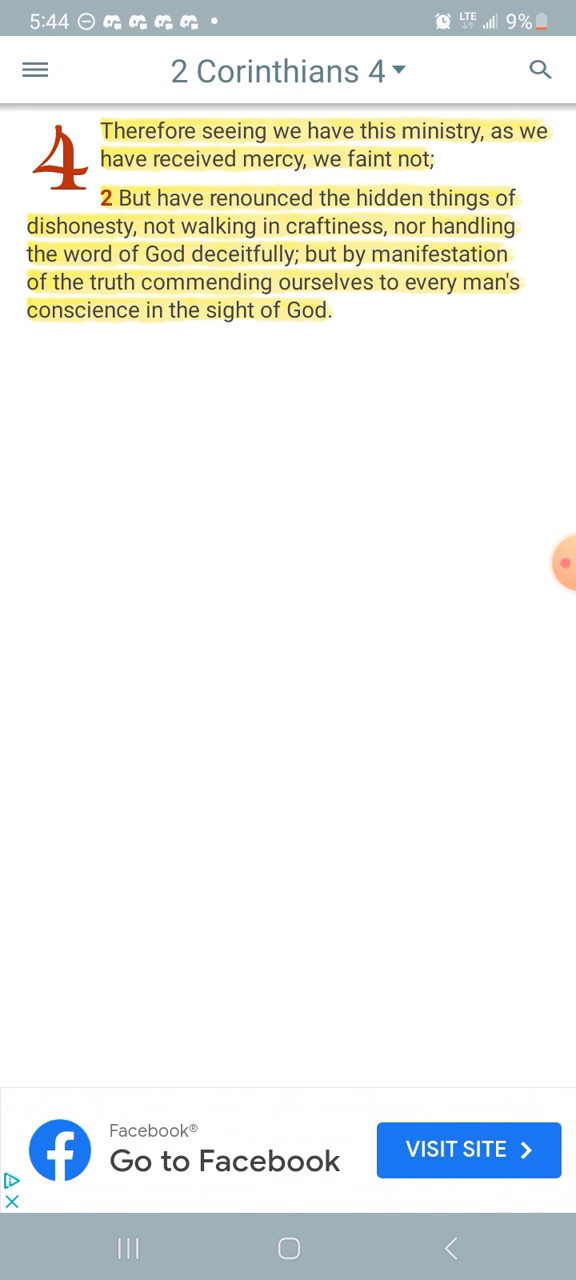 5:44 LTE 9%
2 Corinthians 4
4 Therefore seeing we have this ministry, as we
have received mercy, we faint not;
2 But have renounced the hidden things of
dishonesty, not walking in craftiness, nor handling
the word of God deceitfully; but by manifestation
of the truth commending ourselves to every man's
conscience in the sight of God.
Facebook®
Go to Facebook
VISIT SITE